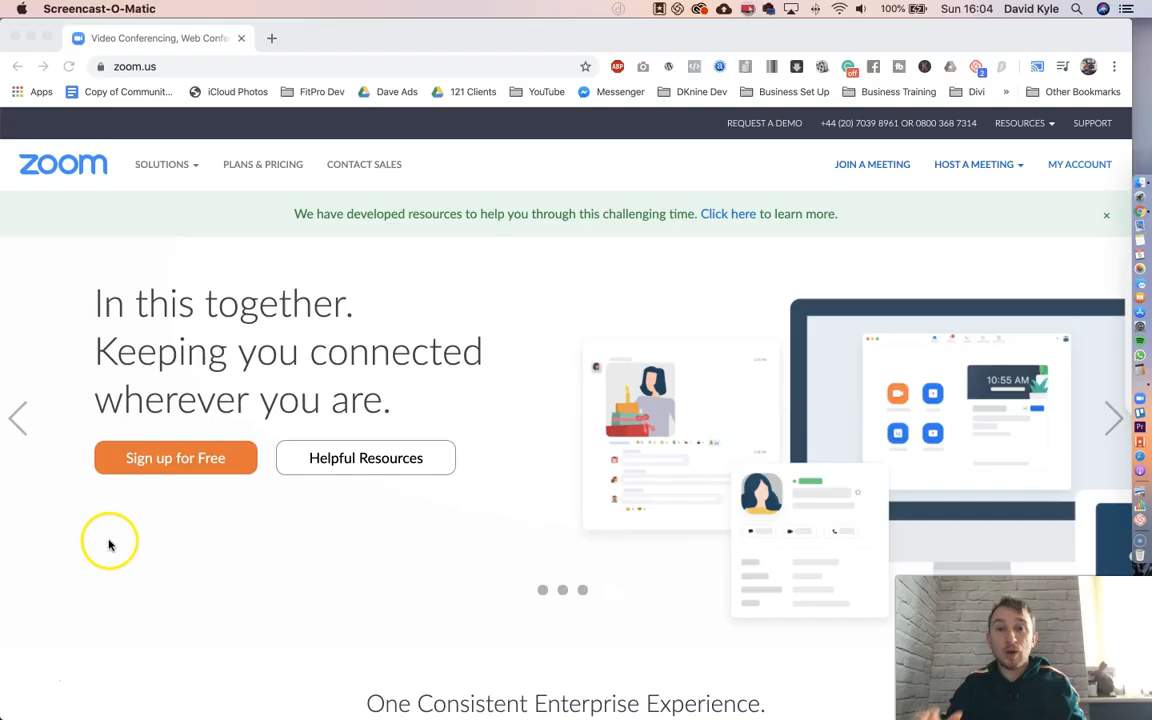 Screencast-O-Matic
100%
Sun 16:04
David Kyle
Video Conferencing, Web Confe
zoom.us
ABP
off
2
Apps
Copy of Communit...
iCloud Photos
FitPro Dev
Dave Ads
121 Clients
YouTube
Messenger
DKnine Dev
Business Set Up
Business Training
Divi
»
Other Bookmarks
REQUEST A DEMO
+44 (20) 7039 8961 OR 0800 368 7314
RESOURCES
SUPPORT
zoom
SOLUTIONS
PLANS & PRICING
CONTACT SALES
JOIN A MEETING
HOST A MEETING
MY ACCOUNT
We have developed resources to help you through this challenging time. Click here to learn more.
In this together.
Keeping you connected
wherever you are.
Sign up for Free
Helpful Resources
10:55 AM
One Consistent Enterprise Experience.